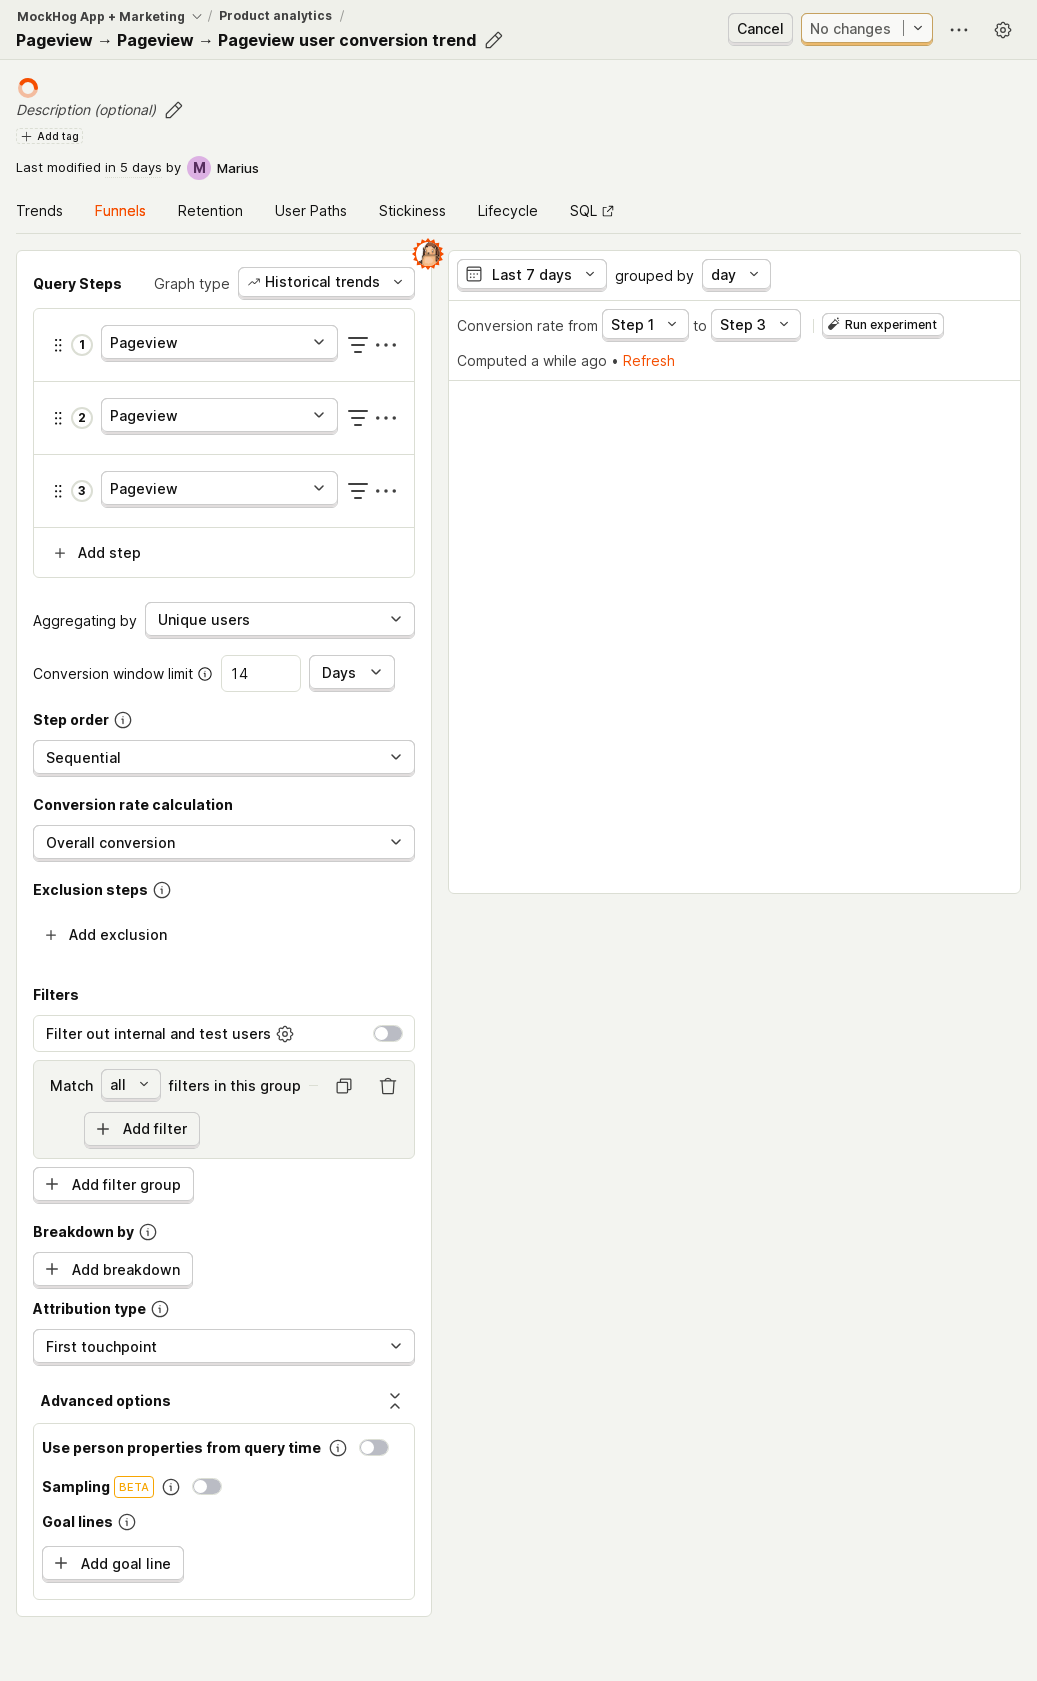 MockHog App + Marketing / Product analytics /
Pageview → Pageview → Pageview user conversion trend
Cancel
No changes
Description (optional)
Add tag
Last modified in 5 days by M Marius
Trends Funnels Retention User Paths Stickiness Lifecycle SQL
Query Steps Graph type Historical trends
1 Pageview
2 Pageview
3 Pageview
Add step
Aggregating by Unique users
Conversion window limit 14 Days
Step order
Sequential
Conversion rate calculation
Overall conversion
Exclusion steps
Add exclusion
Filters
Filter out internal and test users
Match all filters in this group
Add filter
Add filter group
Breakdown by
Add breakdown
Attribution type
First touchpoint
Advanced options
Use person properties from query time
Sampling BETA
Goal lines
Add goal line
Last 7 days grouped by day
Conversion rate from Step 1 to Step 3 Run experiment
Computed a while ago • Refresh